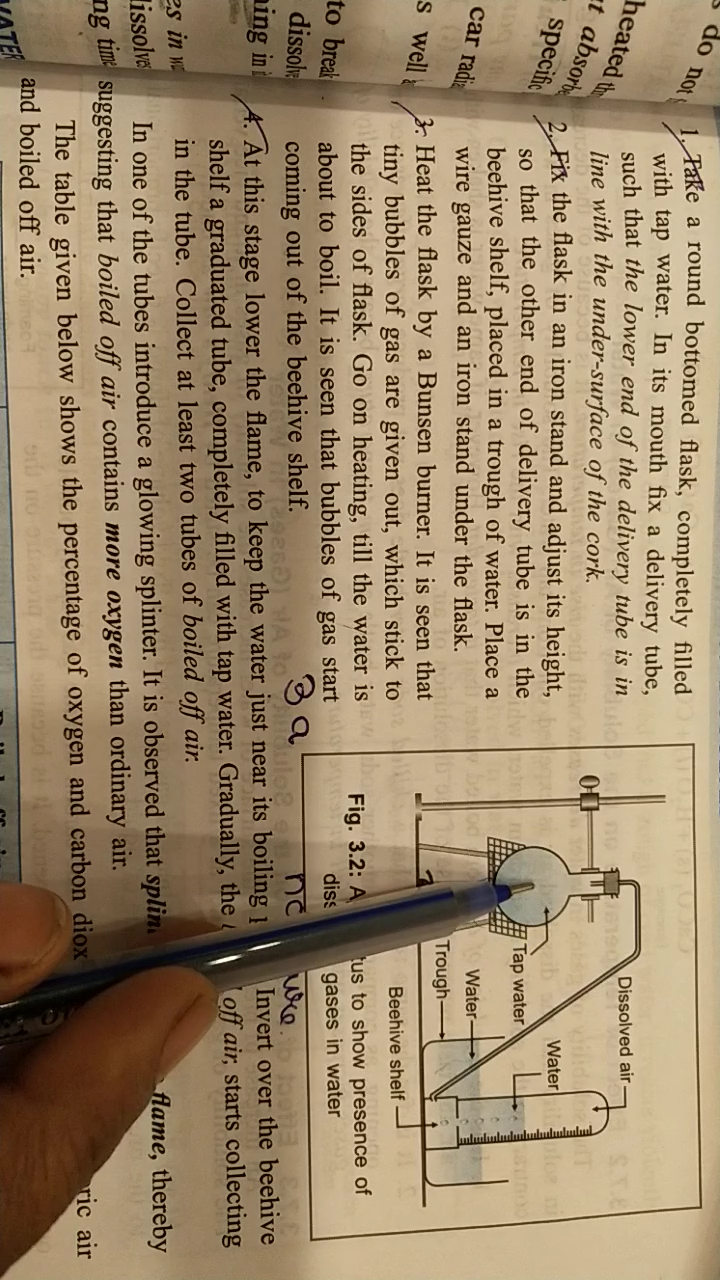 1. Take a round bottomed flask, completely filled
with tap water. In its mouth fix a delivery tube,
such that the lower end of the delivery tube is in
line with the under-surface of the cork.
2. Fix the flask in an iron stand and adjust its height,
so that the other end of delivery tube is in the
beehive shelf, placed in a trough of water. Place a
wire gauze and an iron stand under the flask.
3. Heat the flask by a Bunsen burner. It is seen that
tiny bubbles of gas are given out, which stick to
the sides of flask. Go on heating, till the water is
about to boil. It is seen that bubbles of gas start
coming out of the beehive shelf.
Dissolved air
Water
Tap water
Water
Trough
Beehive shelf
Fig. 3.2: A tus to show presence of
diss gases in water
3a
4. At this stage lower the flame, to keep the water just near its boiling Invert over the beehive
shelf a graduated tube, completely filled with tap water. Gradually, the off air, starts collecting
in the tube. Collect at least two tubes of boiled off air.
In one of the tubes introduce a glowing splinter. It is observed that splin flame, thereby
suggesting that boiled off air contains more oxygen than ordinary air.
The table given below shows the percentage of oxygen and carbon diox ric air
and boiled off air.
do no
heated th
t absorb
specific
car radia
s well
to break
dissolv
ing in
es in w
dissolve
ng time
WATER